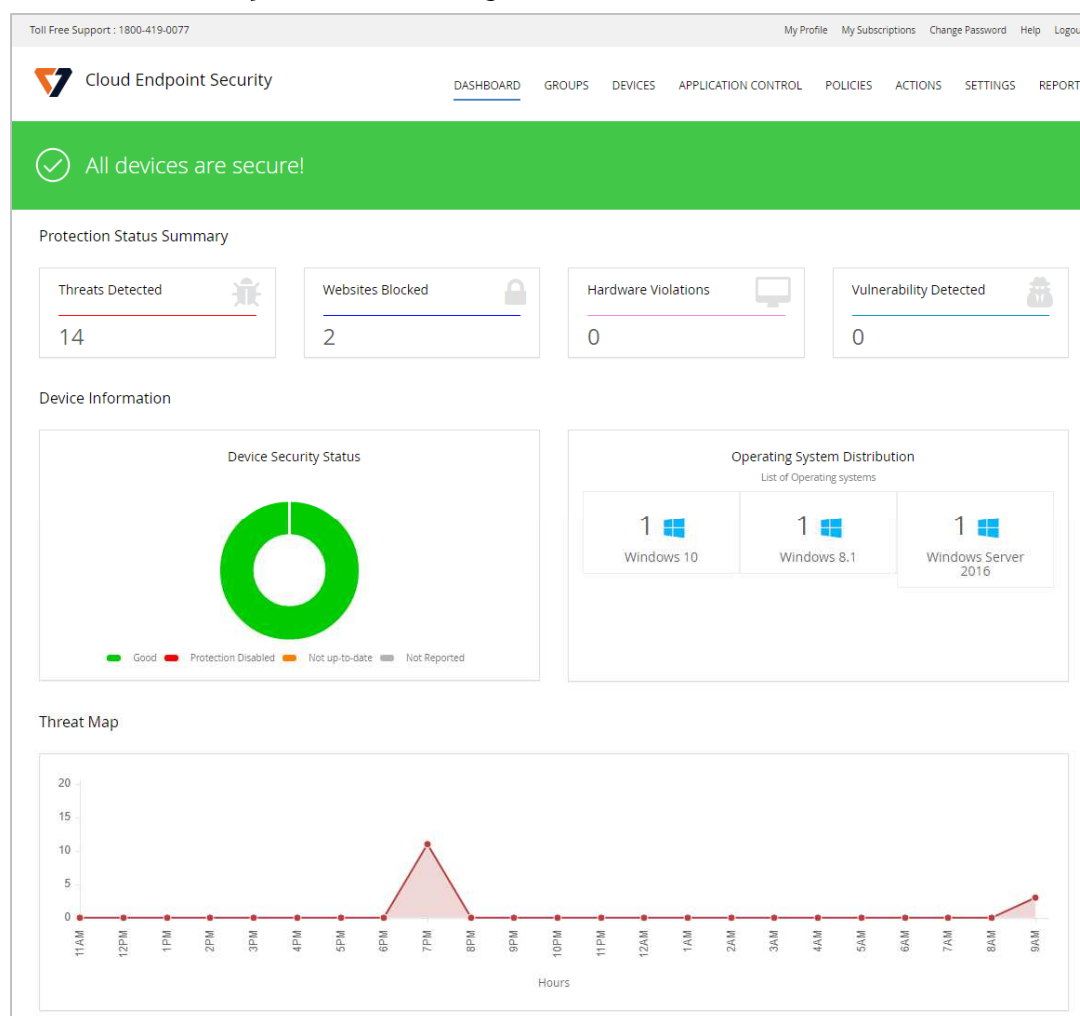 Toll Free Support : 1800-419-0077
My Profile My Subscriptions Change Password Help Logou
Cloud Endpoint Security
DASHBOARD GROUPS DEVICES APPLICATION CONTROL POLICIES ACTIONS SETTINGS REPORT
All devices are secure!
Protection Status Summary
Threats Detected
14
Websites Blocked
2
Hardware Violations
0
Vulnerability Detected
0
Device Information
Device Security Status
Good Protection Disabled Not up-to-date Not Reported
Operating System Distribution
List of Operating systems
1
Windows 10
1
Windows 8.1
1
Windows Server
2016
Threat Map
20
15
10
5
0
11AM 12PM 1PM 2PM 3PM 4PM 5PM 6PM 7PM 8PM 9PM 10PM 11PM 12AM 1AM 2AM 3AM 4AM 5AM 6AM 7AM 8AM 9AM
Hours